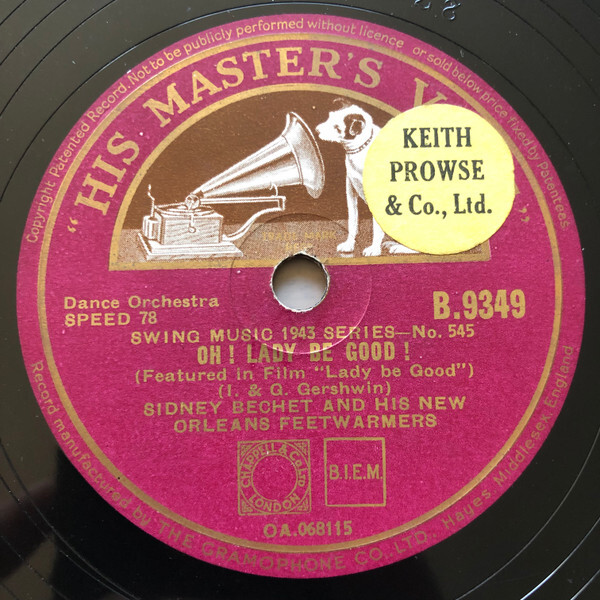 Copyright Patented Record. Not to be publicly performed without licence or sold below price fixed by Patentees.
"HIS MASTER'S V
KEITH
PROWSE
& Co., Ltd.
Dance Orchestra
SPEED 78
B.9349
SWING MUSIC 1943 SERIES—No. 545
OH! LADY BE GOOD!
(Featured in Film "Lady be Good")
(I. & G. Gershwin)
SIDNEY BECHET AND HIS NEW
ORLEANS FEETWARMERS
CHAPPELL & Co LTD
LONDON
B.I.E.M.
OA.068115
Record manufactured by THE GRAMOPHONE CO. LTD. Hayes, Middlesex, England.